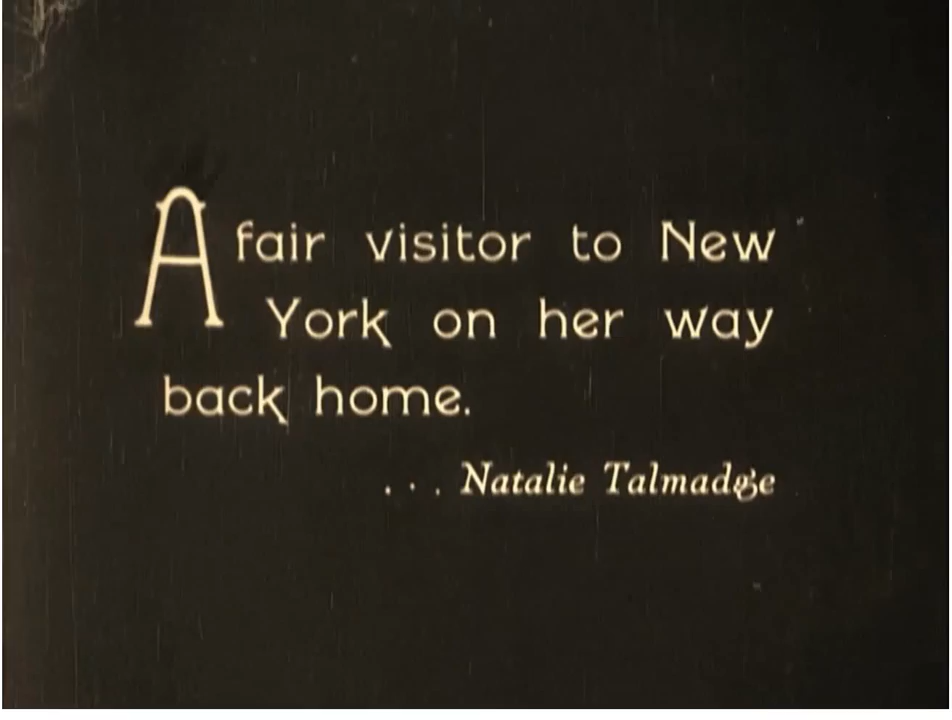 A fair visitor to New
York on her way
back home.
. . . Natalie Talmadge